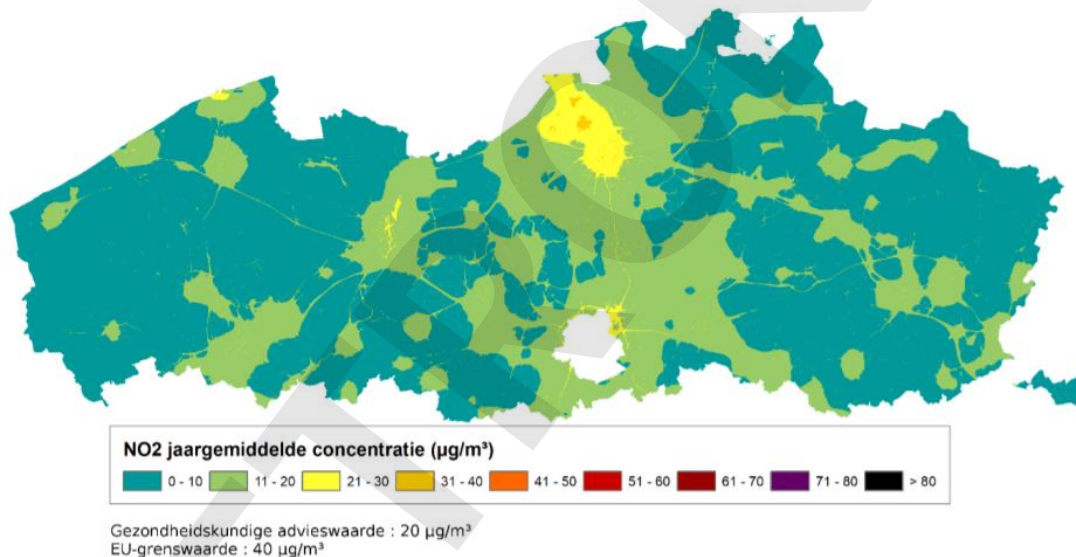 NO2 jaargemiddelde concentratie (µg/m³)
0 - 10 11 - 20 21 - 30 31 - 40 41 - 50 51 - 60 61 - 70 71 - 80 > 80
Gezondheidskundige advieswaarde : 20 µg/m³
EU-grenswaarde : 40 µg/m³